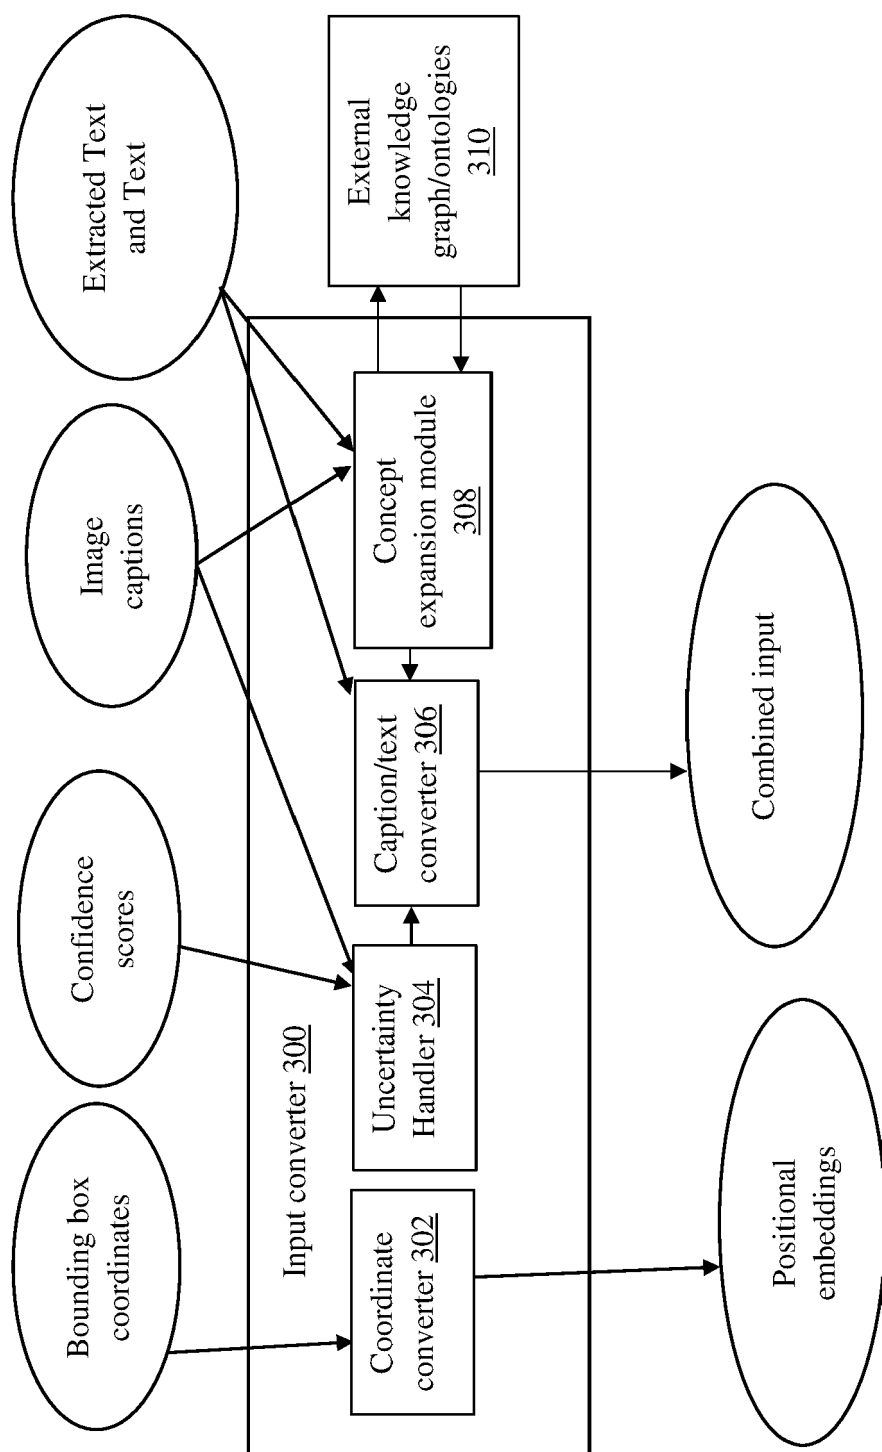 Bounding box
coordinates
Confidence
scores
Image
captions
Extracted Text
and Text
Input converter 300
Coordinate
converter 302
Uncertainty
Handler 304
Caption/text
converter 306
Concept
expansion module
308
External
knowledge
graph/ontologies
310
Positional
embeddings
Combined input